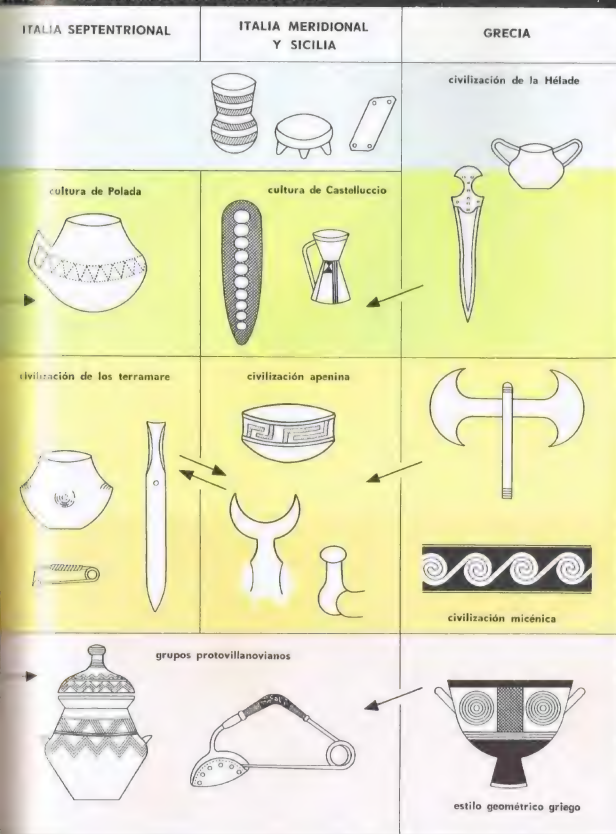 ITALIA SEPTENTRIONAL
ITALIA MERIDIONAL
Y SICILIA
GRECIA
civilización de la Hélade
cultura de Polada
cultura de Castelluccio
civilización de los terramare
civilización apenina
civilización micénica
grupos protovillanovianos
estilo geométrico griego